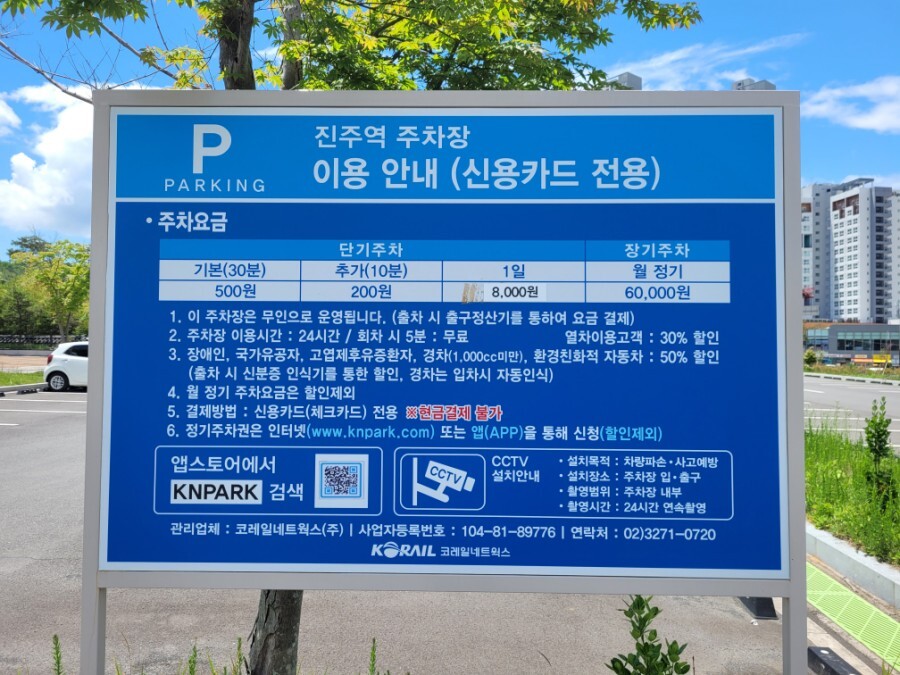 P
PARKING
진주역 주차장
이용 안내 (신용카드 전용)
• 주차요금
단기주차 장기주차
기본(30분) 추가(10분) 1일 월 정기
500원 200원 8,000원 60,000원
1. 이 주차장은 무인으로 운영됩니다. (출차 시 출구정산기를 통하여 요금 결제)
2. 주차장 이용시간 : 24시간 / 회차 시 5분 : 무료 열차이용고객 : 30% 할인
3. 장애인, 국가유공자, 고엽제후유증환자, 경차(1,000cc미만), 환경친화적 자동차 : 50% 할인
(출차 시 신분증 인식기를 통한 할인, 경차는 입차시 자동인식)
4. 월 정기 주차요금은 할인제외
5. 결제방법 : 신용카드(체크카드) 전용 ※현금결제 불가
6. 정기주차권은 인터넷(www.knpark.com) 또는 앱(APP)을 통해 신청(할인제외)
앱스토어에서
KNPARK 검색
CCTV
CCTV
설치안내
• 설치목적 : 차량파손・사고예방
• 설치장소 : 주차장 입・출구
• 촬영범위 : 주차장 내부
• 촬영시간 : 24시간 연속촬영
관리업체 : 코레일네트웍스(주) | 사업자등록번호 : 104-81-89776 | 연락처 : 02)3271-0720
KORAIL 코레일네트웍스